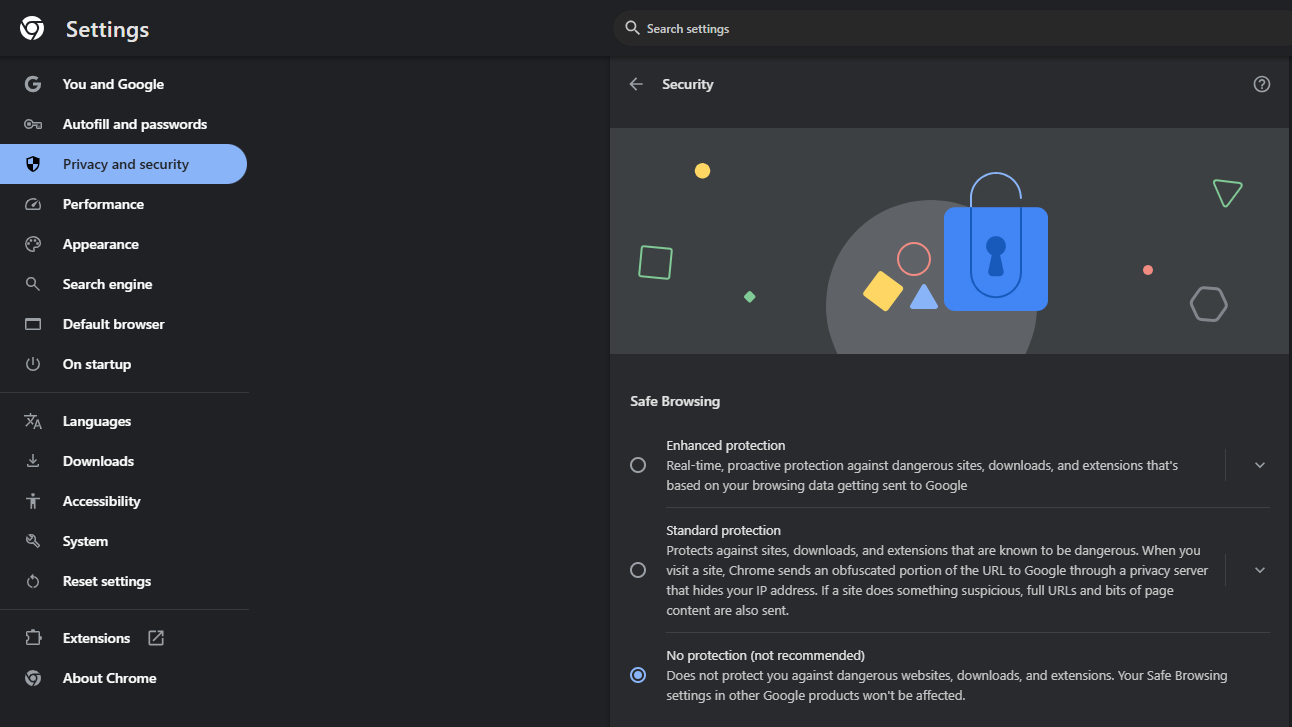 Settings
Search settings
You and Google
Autofill and passwords
Privacy and security
Performance
Appearance
Search engine
Default browser
On startup
Languages
Downloads
Accessibility
System
Reset settings
Extensions
About Chrome
Security
Safe Browsing
Enhanced protection
Real-time, proactive protection against dangerous sites, downloads, and extensions that's
based on your browsing data getting sent to Google
Standard protection
Protects against sites, downloads, and extensions that are known to be dangerous. When you
visit a site, Chrome sends an obfuscated portion of the URL to Google through a privacy server
that hides your IP address. If a site does something suspicious, full URLs and bits of page
content are also sent.
No protection (not recommended)
Does not protect you against dangerous websites, downloads, and extensions. Your Safe Browsing
settings in other Google products won't be affected.